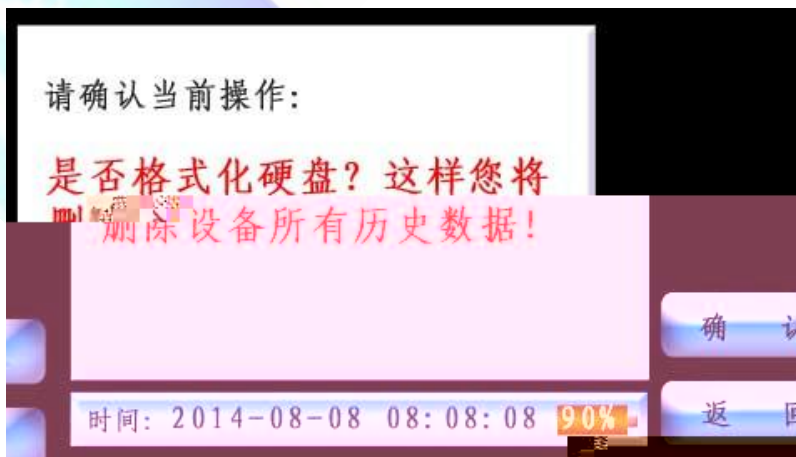 请确认当前操作:
是否格式化硬盘? 这样您将
删除设备所有历史数据!
确
时间: 2014-08-08 08:08:08 90%
返